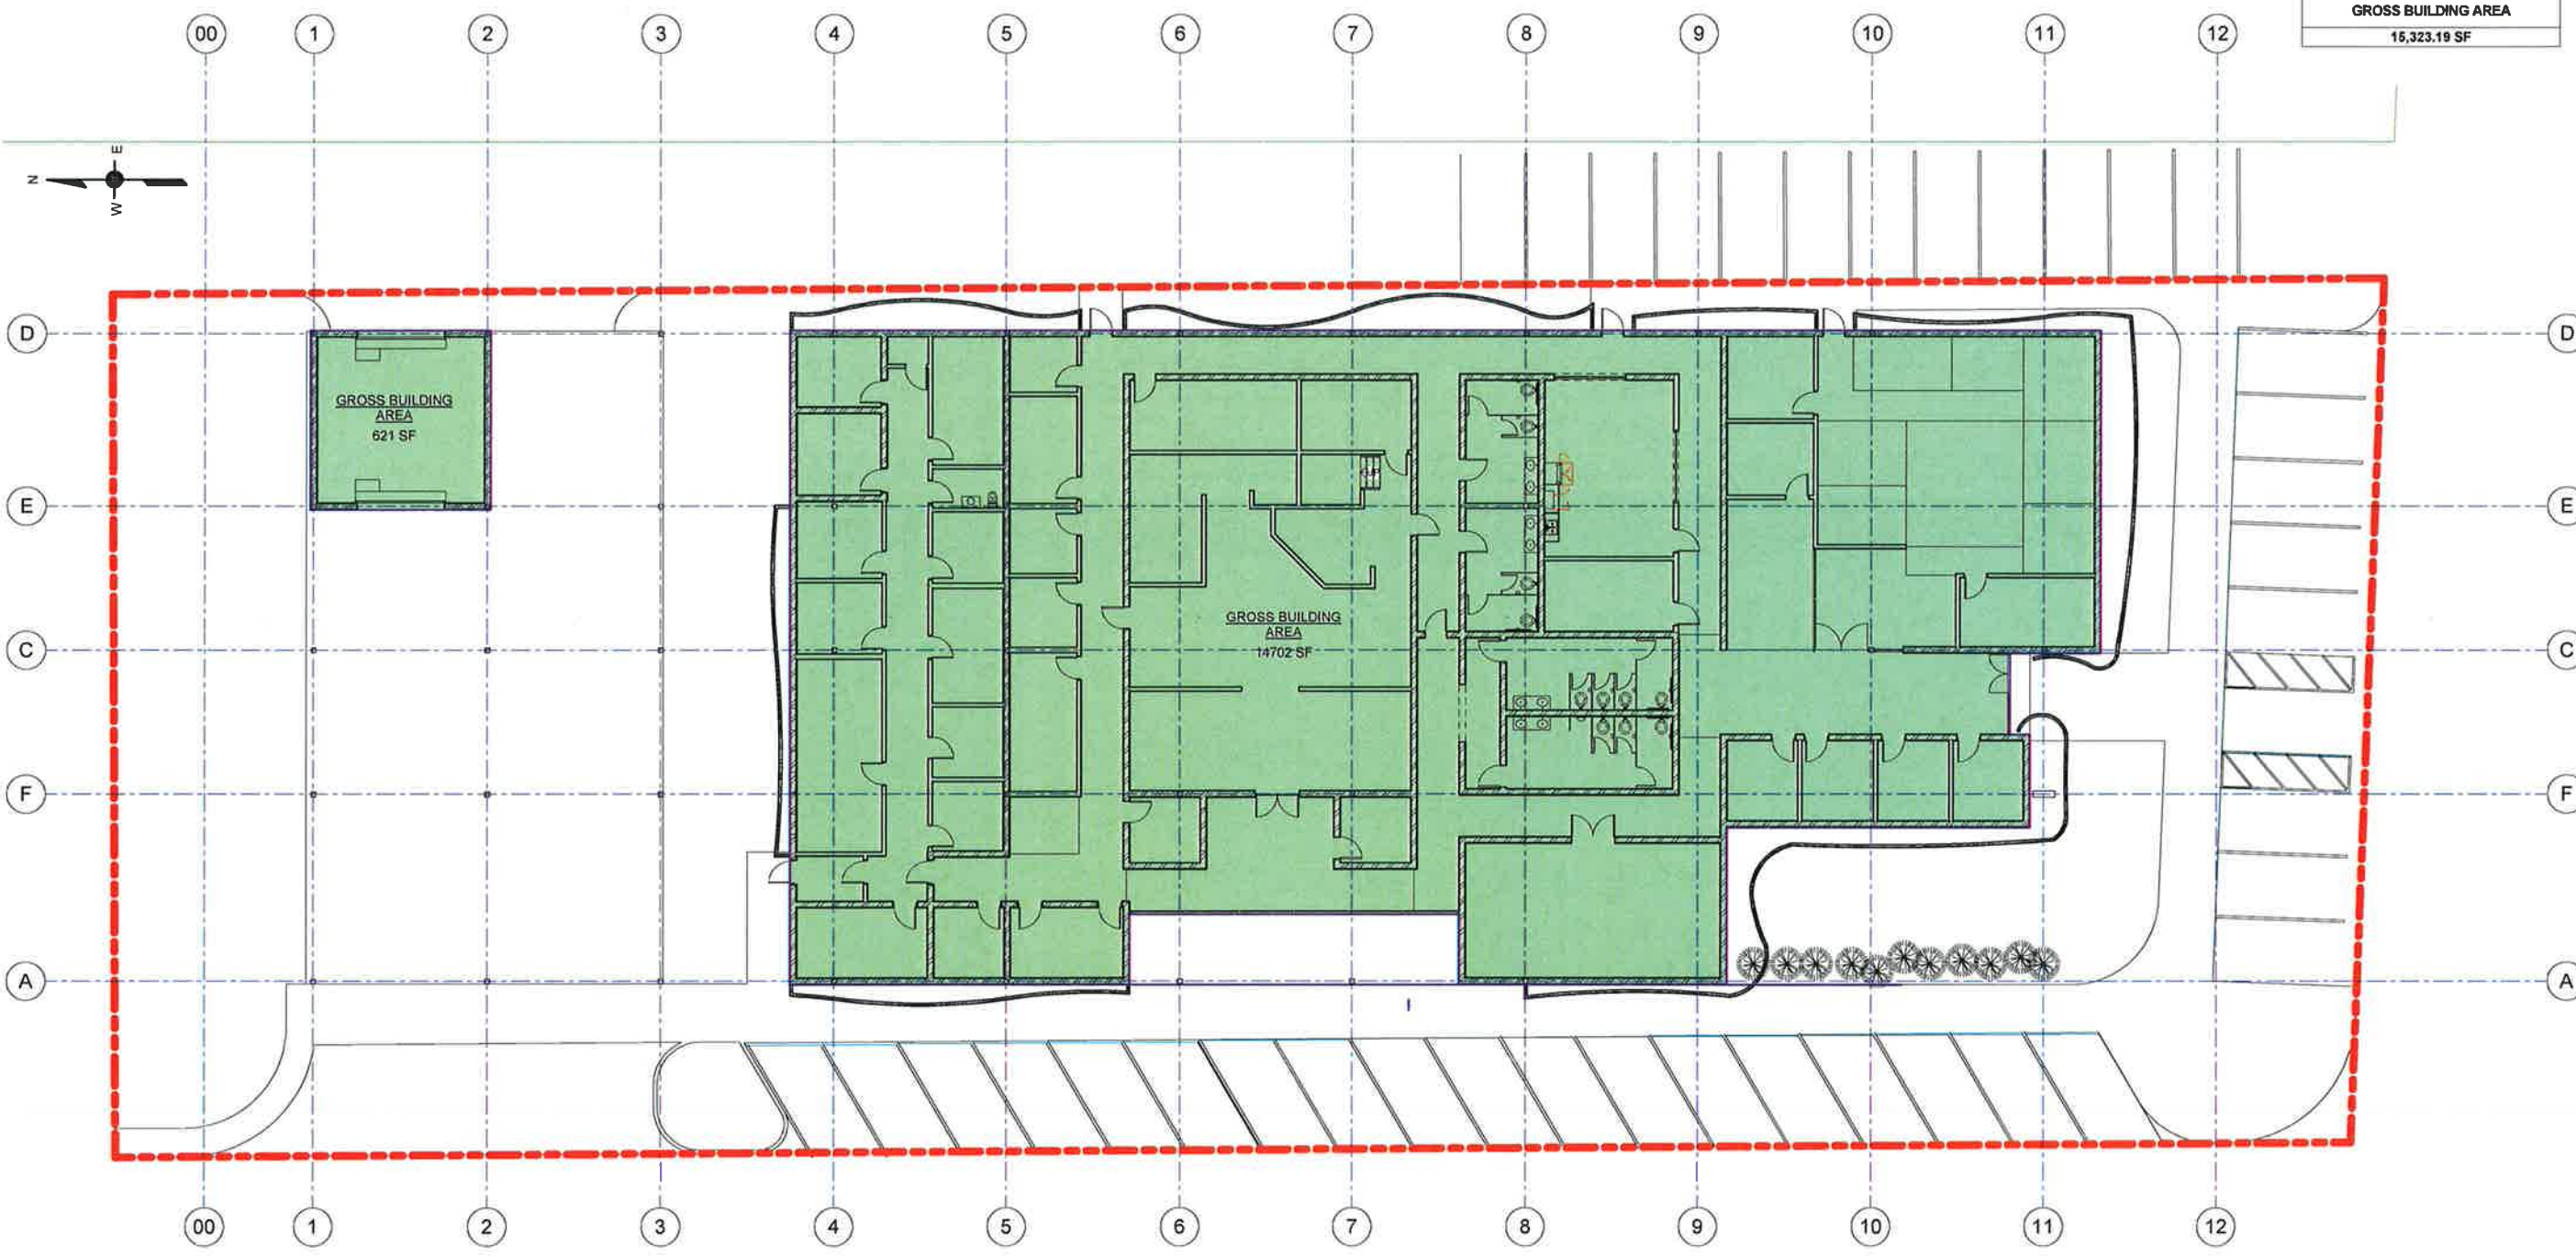 GROSS BUILDING AREA
15,323.19 SF
00 1 2 3 4 5 6 7 8 9 10 11 12
E
N
W
D D
GROSS BUILDING
AREA
621 SF
E E
GROSS BUILDING
AREA
14702 SF
C C
F F
A A
00 1 2 3 4 5 6 7 8 9 10 11 12